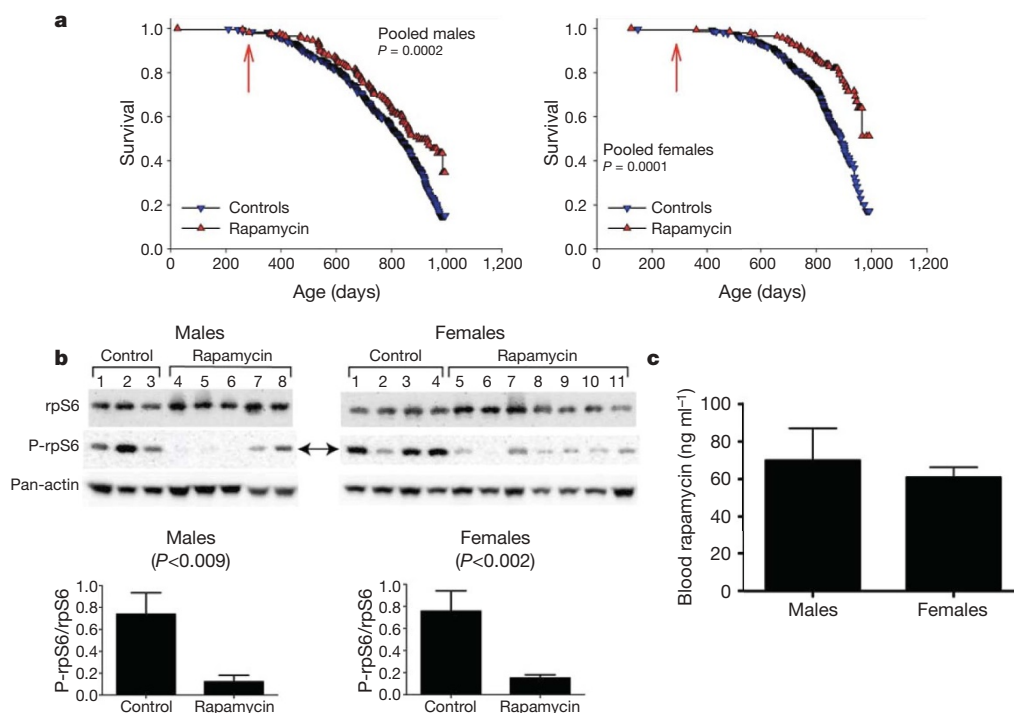 a
1.0
0.8
0.6
0.4
0.2
0.0
Survival
Pooled males
P = 0.0002
Controls
Rapamycin
0 200 400 600 800 1,000 1,200
Age (days)
1.0
0.8
0.6
0.4
0.2
0.0
Survival
Pooled females
P = 0.0001
Controls
Rapamycin
0 200 400 600 800 1,000 1,200
Age (days)
b
Males
Control Rapamycin
1 2 3 4 5 6 7 8
rpS6
P-rpS6
Pan-actin
Females
Control Rapamycin
1 2 3 4 5 6 7 8 9 10 11
Males
(P<0.009)
P-rpS6/rpS6
1.0
0.8
0.6
0.4
0.2
0.0
Control Rapamycin
Females
(P<0.002)
P-rpS6/rpS6
1.0
0.8
0.6
0.4
0.2
0.0
Control Rapamycin
c
Blood rapamycin (ng ml⁻¹)
100
80
60
40
20
0
Males Females